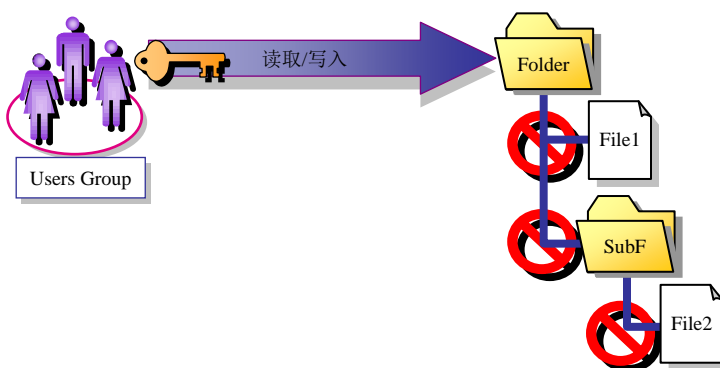 读取/写入
Folder
File1
Users Group
SubF
File2